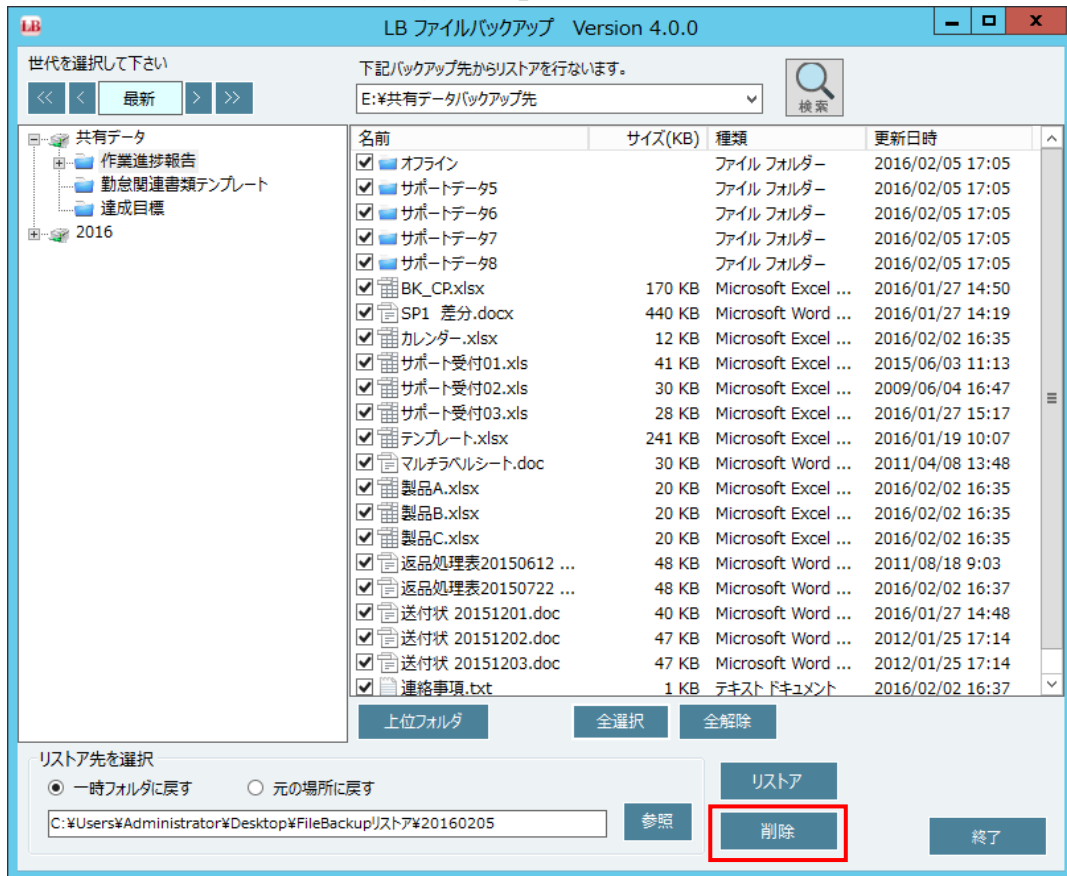 LB LB ファイルバックアップ Version 4.0.0 x
世代を選択して下さい
<< < 最新 > >>
下記バックアップ先からリストアを行ないます。
E:¥共有データバックアップ先
検索
共有データ
作業進捗報告
勤怠関連書類テンプレート
達成目標
2016
名前 サイズ(KB) 種類 更新日時
オフライン ファイル フォルダー 2016/02/05 17:05
サポートデータ5 ファイル フォルダー 2016/02/05 17:05
サポートデータ6 ファイル フォルダー 2016/02/05 17:05
サポートデータ7 ファイル フォルダー 2016/02/05 17:05
サポートデータ8 ファイル フォルダー 2016/02/05 17:05
BK_CP.xlsx 170 KB Microsoft Excel ... 2016/01/27 14:50
SP1 差分.docx 440 KB Microsoft Word ... 2016/01/27 14:19
カレンダー.xlsx 12 KB Microsoft Excel ... 2016/02/02 16:35
サポート受付01.xls 41 KB Microsoft Excel ... 2015/06/03 11:13
サポート受付02.xls 30 KB Microsoft Excel ... 2009/06/04 16:47
サポート受付03.xls 28 KB Microsoft Excel ... 2016/01/27 15:17
テンプレート.xlsx 241 KB Microsoft Excel ... 2016/01/19 10:07
マルチラベルシート.doc 30 KB Microsoft Word ... 2011/04/08 13:48
製品A.xlsx 20 KB Microsoft Excel ... 2016/02/02 16:35
製品B.xlsx 20 KB Microsoft Excel ... 2016/02/02 16:35
製品C.xlsx 20 KB Microsoft Excel ... 2016/02/02 16:35
返品処理表20150612 ... 48 KB Microsoft Word ... 2011/08/18 9:03
返品処理表20150722 ... 48 KB Microsoft Word ... 2016/02/02 16:37
送付状 20151201.doc 40 KB Microsoft Word ... 2016/01/27 14:48
送付状 20151202.doc 47 KB Microsoft Word ... 2012/01/25 17:14
送付状 20151203.doc 47 KB Microsoft Word ... 2012/01/25 17:14
連絡事項.txt 1 KB テキスト ドキュメント 2016/02/02 16:37
上位フォルダ 全選択 全解除
リストア先を選択
一時フォルダに戻す 元の場所に戻す
C:¥Users¥Administrator¥Desktop¥FileBackupリストア¥20160205
参照
リストア
削除
終了